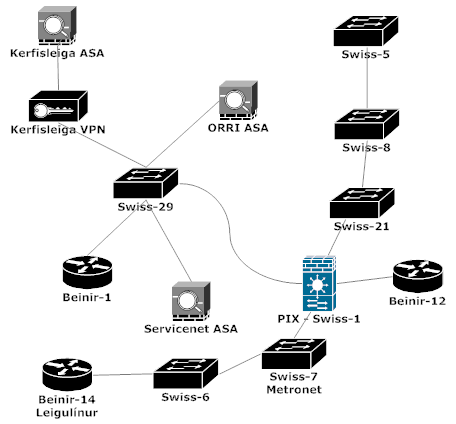 Kerfisleiga ASA
Swiss-5
Kerfisleiga VPN
ORRI ASA
Swiss-8
Swiss-29
Swiss-21
Beinir-1
Servicenet ASA
PIX - Swiss-1
Beinir-12
Beinir-14
Leigulínur
Swiss-6
Swiss-7
Metronet